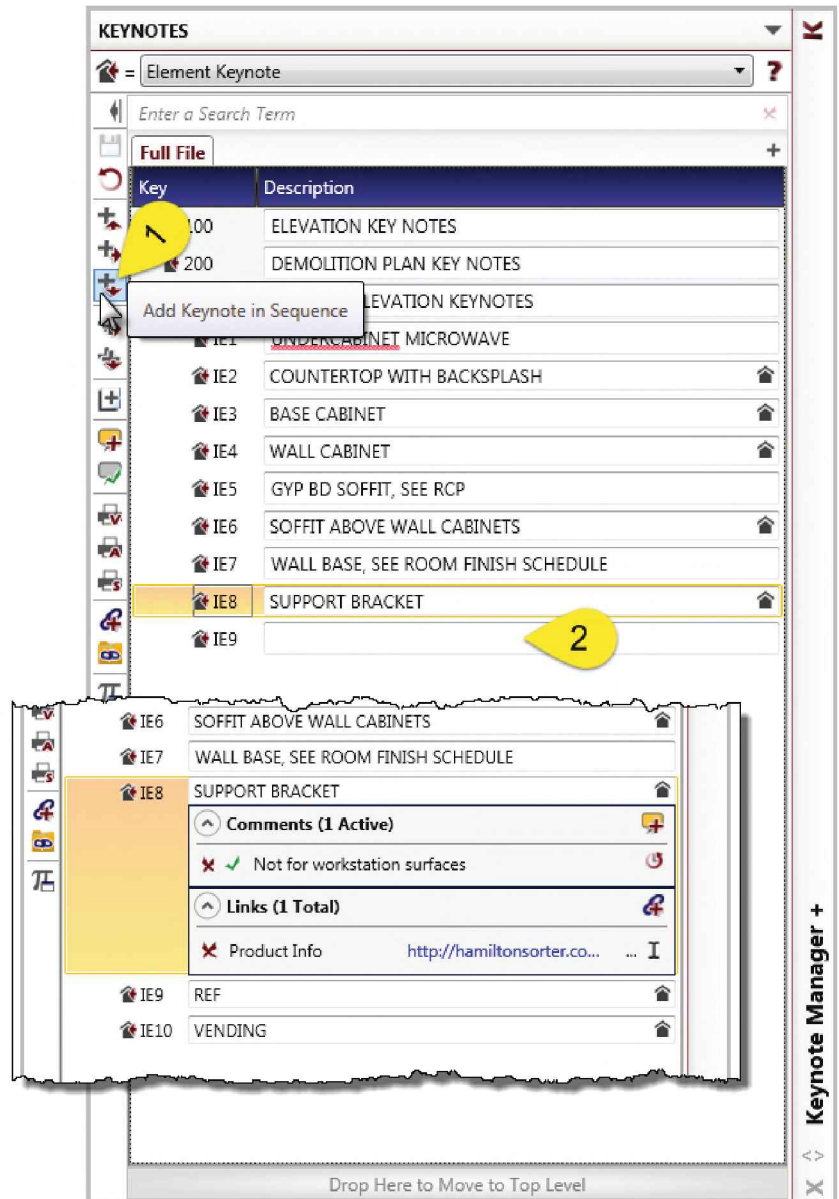 KEYNOTES
= Element Keynote ?
Enter a Search Term
Full File +
Key Description
100 ELEVATION KEY NOTES
1
200 DEMOLITION PLAN KEY NOTES
Add Keynote in Sequence
LEVATION KEYNOTES
IE1 UNDERCABINET MICROWAVE
IE2 COUNTERTOP WITH BACKSPLASH
IE3 BASE CABINET
IE4 WALL CABINET
IE5 GYP BD SOFFIT, SEE RCP
IE6 SOFFIT ABOVE WALL CABINETS
IE7 WALL BASE, SEE ROOM FINISH SCHEDULE
IE8 SUPPORT BRACKET
IE9
2
IE6 SOFFIT ABOVE WALL CABINETS
IE7 WALL BASE, SEE ROOM FINISH SCHEDULE
IE8 SUPPORT BRACKET
Comments (1 Active)
Not for workstation surfaces
Links (1 Total)
Product Info http://hamiltonsorter.co... ...
IE9 REF
IE10 VENDING
Drop Here to Move to Top Level
Keynote Manager +